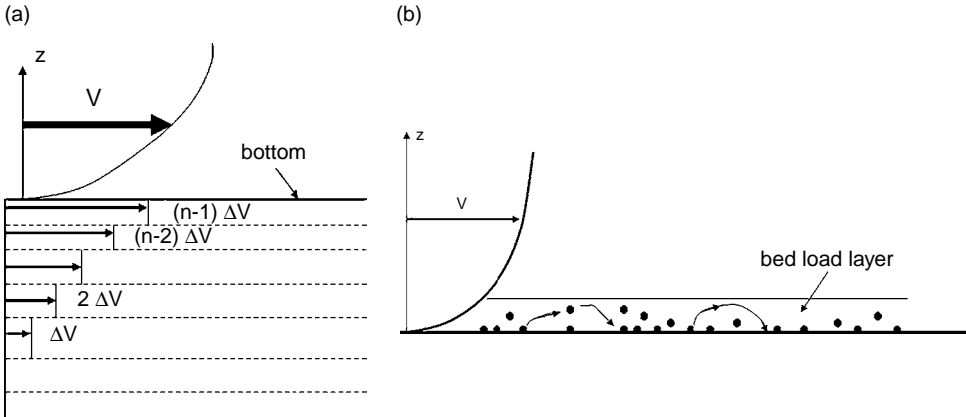 (a)
z
V
bottom
(n-1) ΔV
(n-2) ΔV
2 ΔV
ΔV
(b)
z
V
bed load layer